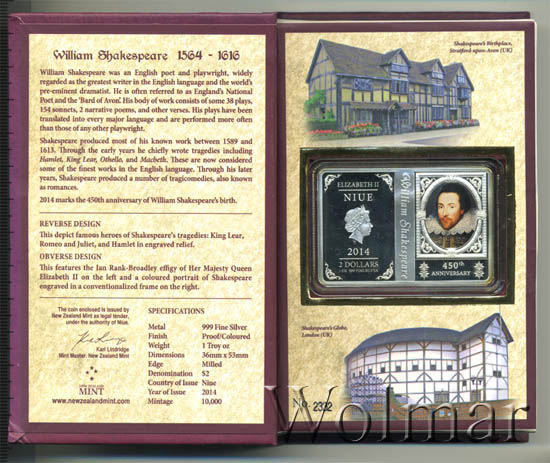 William Shakespeare 1564 - 1616
William Shakespeare was an English poet and playwright, widely
regarded as the greatest writer in the English language and the world's
pre-eminent dramatist. He is often referred to as England's National
Poet and the 'Bard of Avon'. His body of work consists of some 38 plays,
154 sonnets, 2 narrative poems, and other verses. His plays have been
translated into every major language and are performed more often
than those of any other playwright.
Shakespeare produced most of his known work between 1589 and
1613. Through the early years he chiefly wrote tragedies including
Hamlet, King Lear, Othello, and Macbeth. These are now considered
some of the finest works in the English language. Through his later
years, Shakespeare produced a number of tragicomedies, also known
as romances.
2014 marks the 450th anniversary of William Shakespeare's birth.
REVERSE DESIGN
This depict famous heroes of Shakespeare's tragedies: King Lear,
Romeo and Juliet, and Hamlet in engraved relief.
OBVERSE DESIGN
This features the Ian Rank-Broadley effigy of Her Majesty Queen
Elizabeth II on the left and a coloured portrait of Shakespeare
engraved in a conventionalized frame on the right.
The coin enclosed is issued by
New Zealand Mint as legal tender,
under the authority of Niue.
Karl Lindridge
Mint Master. New Zealand Mint.
NEW ZEALAND
MINT
www.newzealandmint.com
SPECIFICATIONS
Metal 999 Fine Silver
Finish Proof/Coloured
Weight 1 Troy oz
Dimensions 36mm x 53mm
Edge Milled
Denomination $2
Country of Issue Niue
Year of Issue 2014
Mintage 10,000
Shakespeare's Birthplace,
Stratford-upon-Avon (UK)
ELIZABETH II
NIUE
2014
2 DOLLARS
1 OZ 999 FINE SILVER
William Shakespeare
450th
ANNIVERSARY
Shakespeare's Globe,
London (UK)
No. 2332
Wolmar